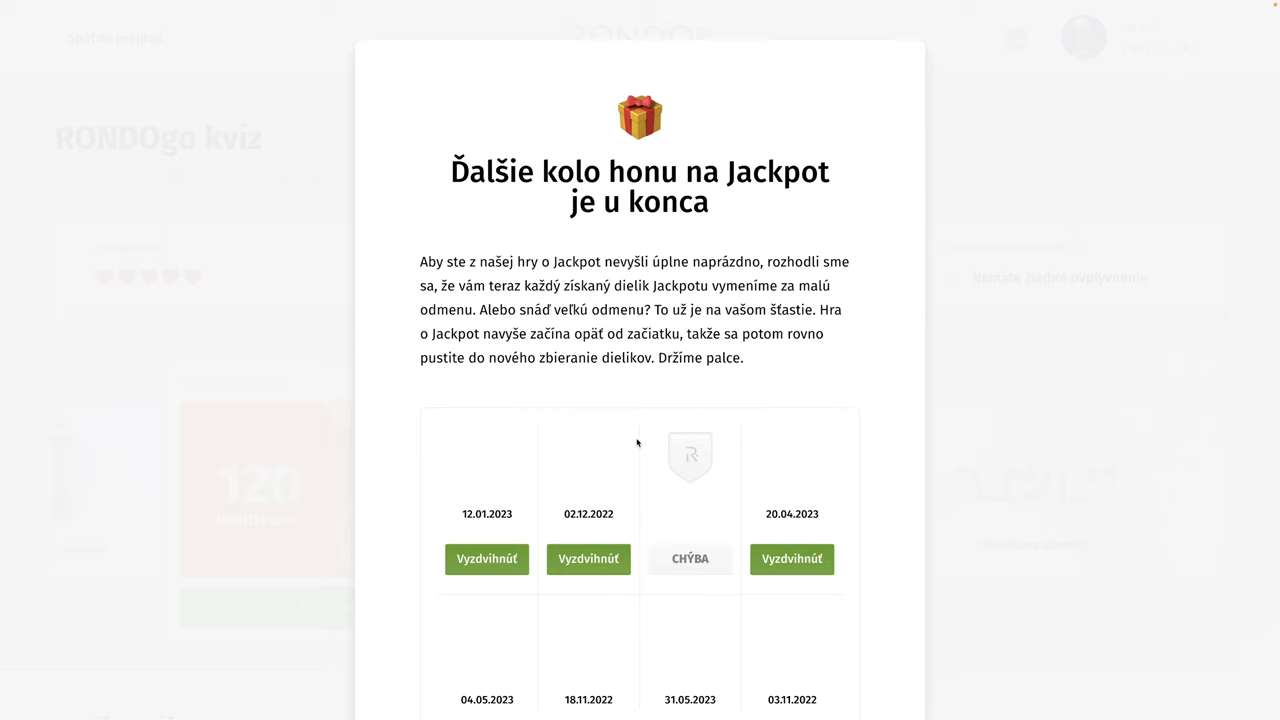 RONDO
RONDOgo kvíz
Nemáte žiadne ovplyvnenie
120
Ďalšie kolo honu na Jackpot
je u konca
Aby ste z našej hry o Jackpot nevyšli úplne naprázdno, rozhodli sme
sa, že vám teraz každý získaný dielik Jackpotu vymeníme za malú
odmenu. Alebo snáď veľkú odmenu? To už je na vašom šťastie. Hra
o Jackpot navyše začína opäť od začiatku, takže sa potom rovno
pustite do nového zbieranie dielikov. Držíme palce.
R
12.01.2023 02.12.2022 20.04.2023
Vyzdvihnúť Vyzdvihnúť CHÝBA Vyzdvihnúť
04.05.2023 18.11.2022 31.05.2023 03.11.2022